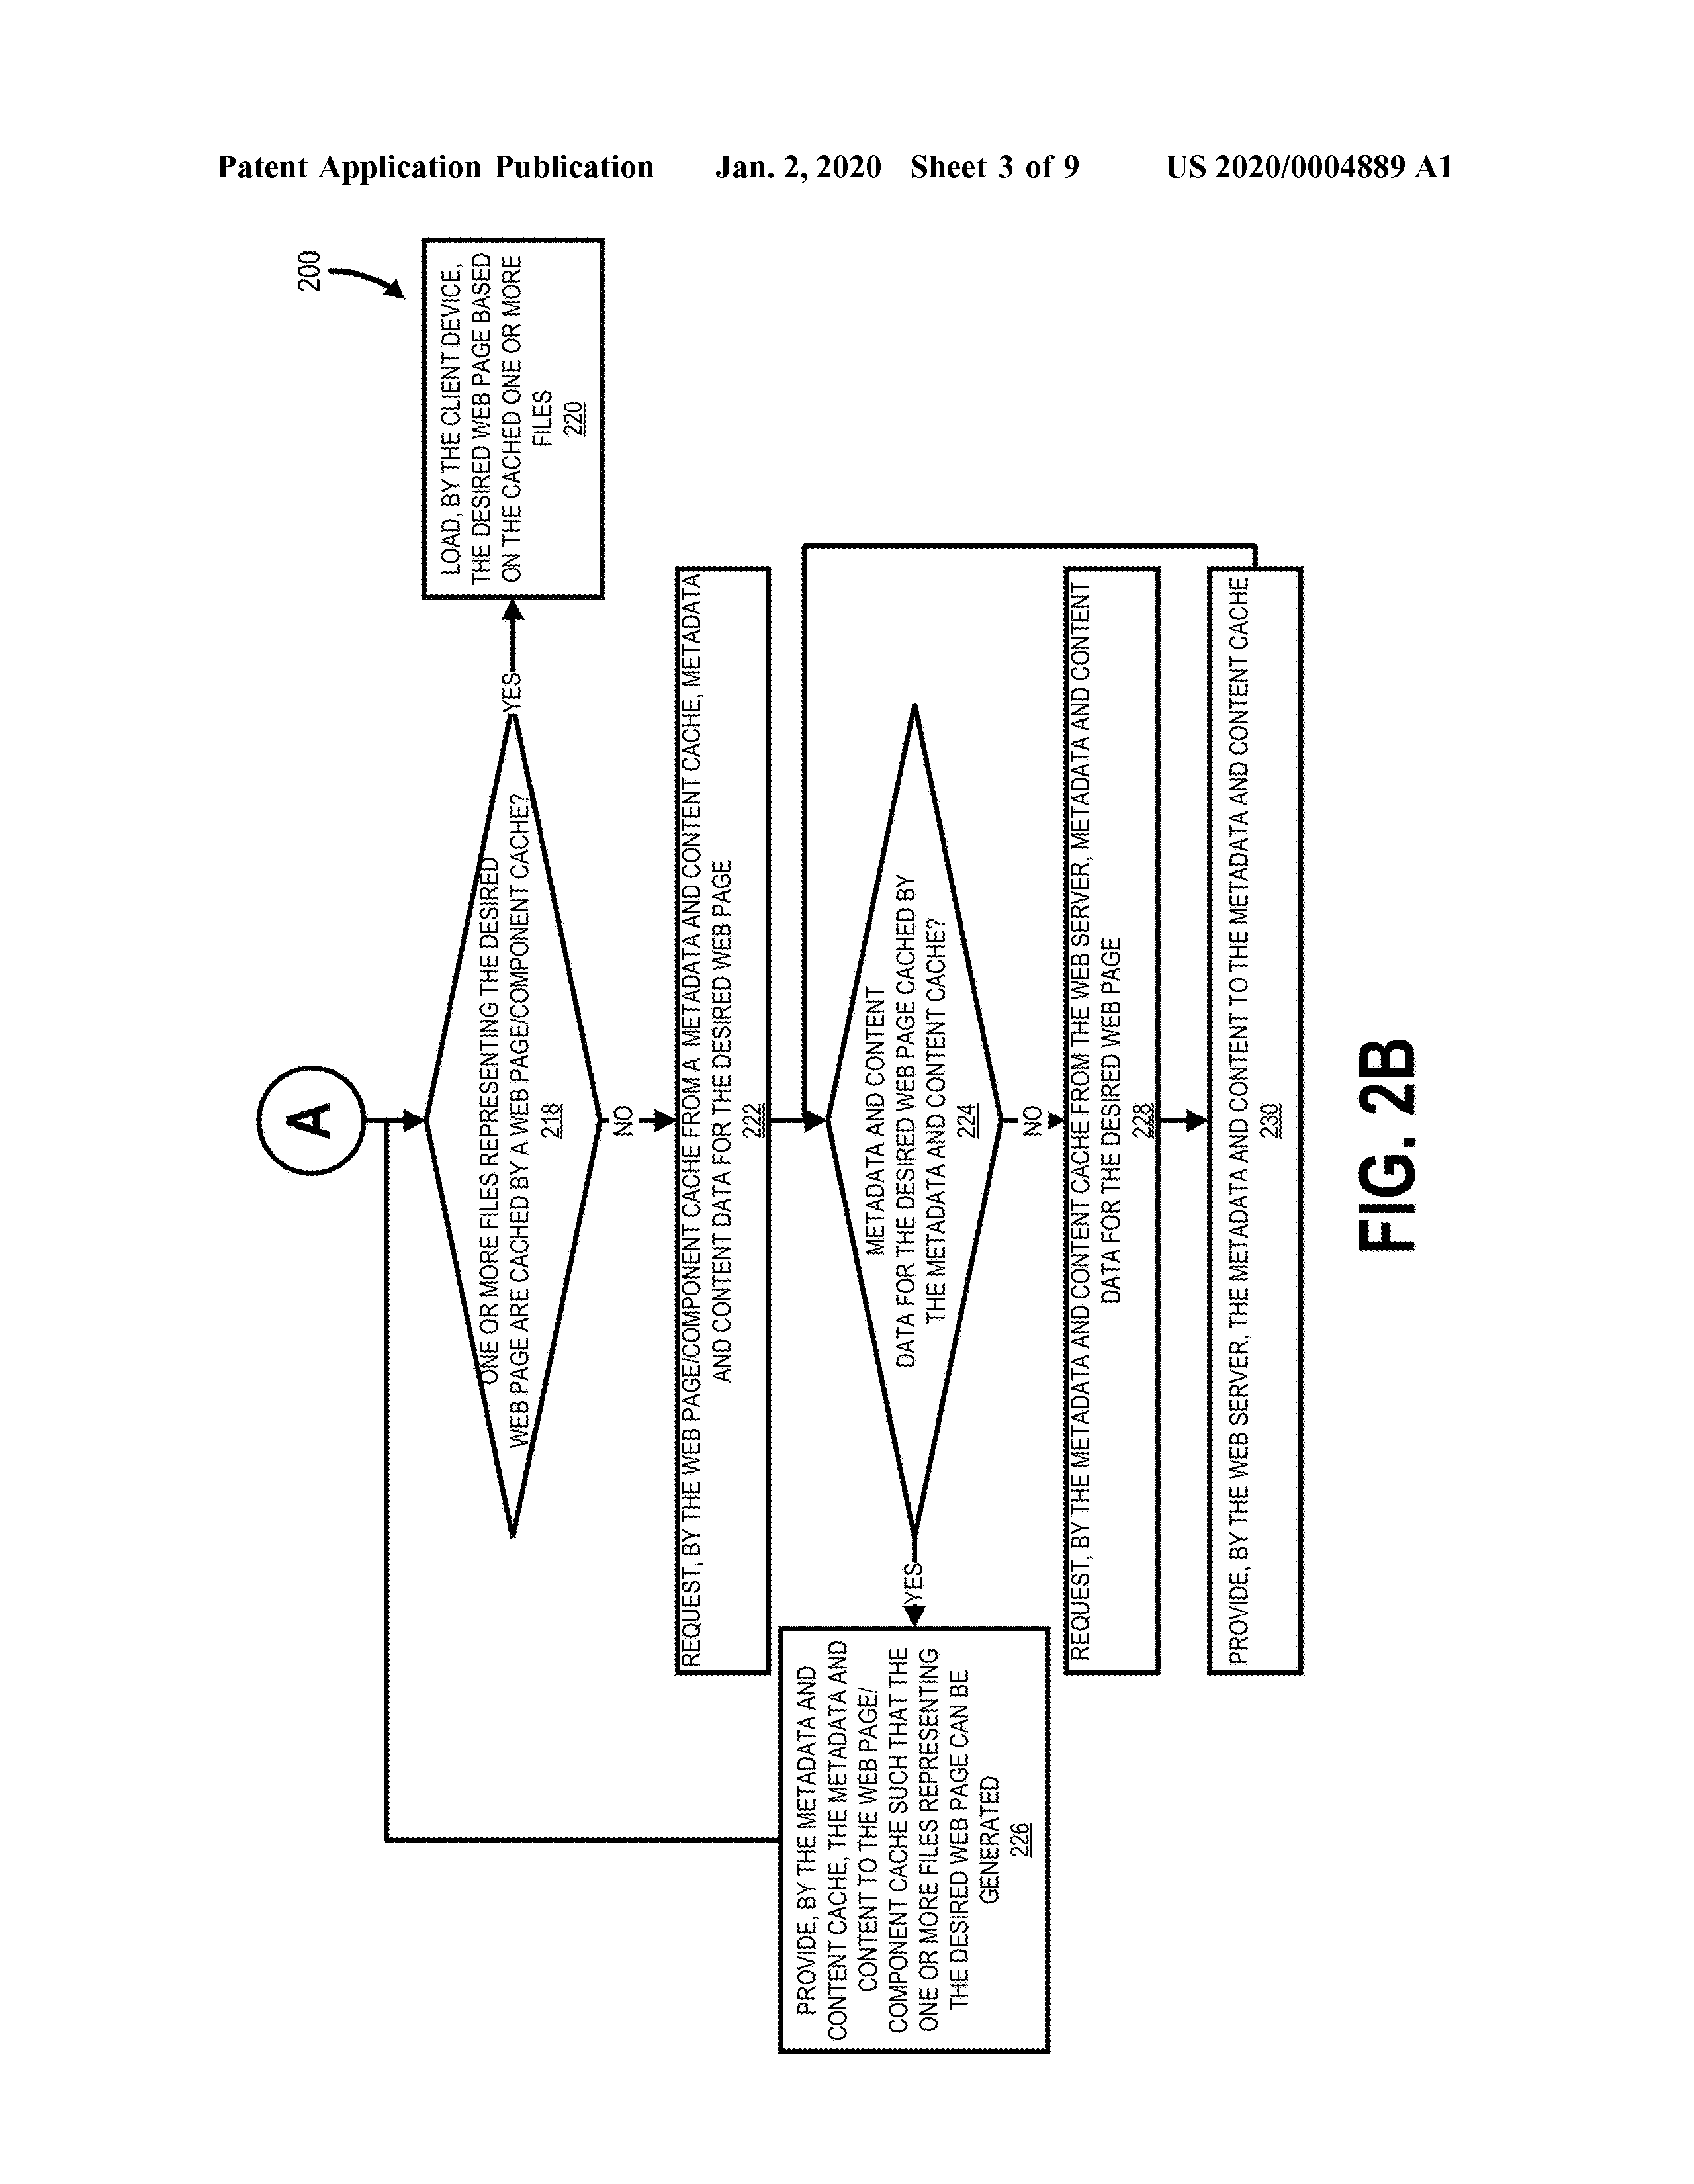 Patent Application Publication Jan. 2, 2020 Sheet 3 of 9 US 2020/0004889 A1
200
A
ONE OR MORE FILES REPRESENTING THE DESIRED
WEB PAGE ARE CACHED BY A WEB PAGE/COMPONENT CACHE?
218
YES
LOAD, BY THE CLIENT DEVICE,
THE DESIRED WEB PAGE BASED
ON THE CACHED ONE OR MORE
FILES
220
NO
REQUEST, BY THE WEB PAGE/COMPONENT CACHE FROM A METADATA AND CONTENT CACHE, METADATA
AND CONTENT DATA FOR THE DESIRED WEB PAGE
222
METADATA AND CONTENT
DATA FOR THE DESIRED WEB PAGE CACHED BY
THE METADATA AND CONTENT CACHE?
224
YES
PROVIDE, BY THE METADATA AND
CONTENT CACHE, THE METADATA AND
CONTENT TO THE WEB PAGE/
COMPONENT CACHE SUCH THAT THE
ONE OR MORE FILES REPRESENTING
THE DESIRED WEB PAGE CAN BE
GENERATED
226
NO
REQUEST, BY THE METADATA AND CONTENT CACHE FROM THE WEB SERVER, METADATA AND CONTENT
DATA FOR THE DESIRED WEB PAGE
228
PROVIDE, BY THE WEB SERVER, THE METADATA AND CONTENT TO THE METADATA AND CONTENT CACHE
230
FIG. 2B